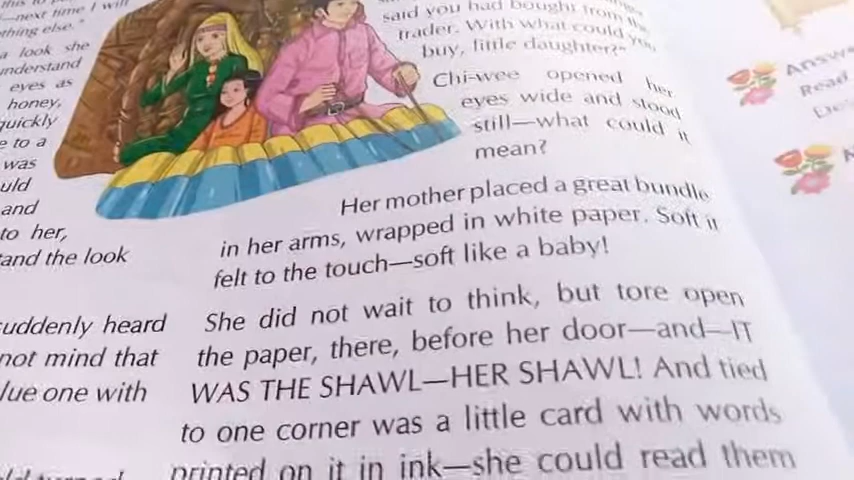 —next time I will
thing else."
a look she
understand
eyes as
honey,
quickly
e to a
was
uld
and
to her,
and the look
suddenly heard
not mind that
lue one with
said you had bought from the
trader. With what could you
buy, little daughter?"
Chi-wee opened her
eyes wide and stood
still—what could it
mean?
Her mother placed a great bundle
in her arms, wrapped in white paper. Soft it
felt to the touch—soft like a baby!
She did not wait to think, but tore open
the paper, there, before her door—and—IT
WAS THE SHAWL—HER SHAWL! And tied
to one corner was a little card with words
printed on it in ink—she could read them
Answe
Read